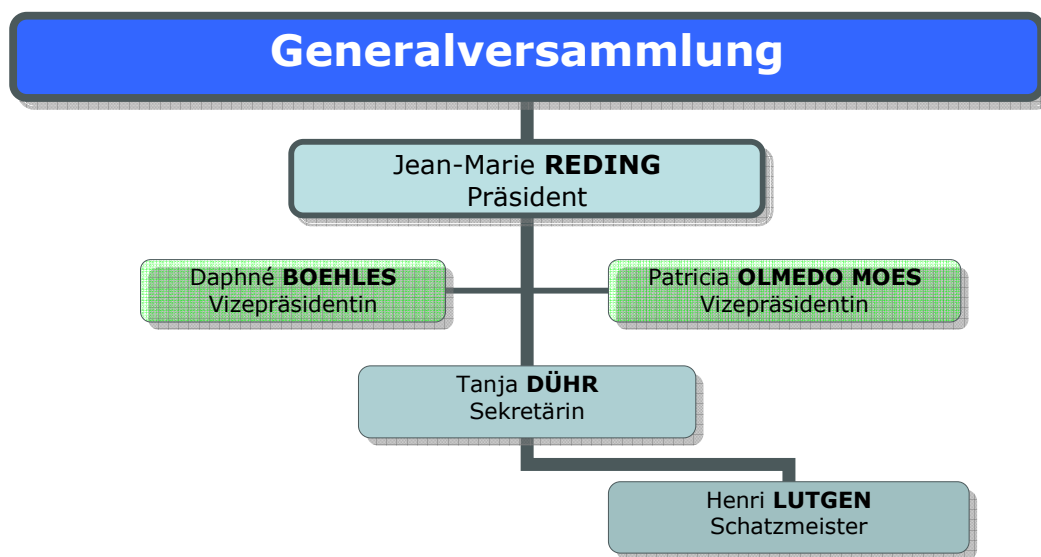 Generalversammlung
Jean-Marie REDING
Präsident
Daphné BOEHLES
Vizepräsidentin
Patricia OLMEDO MOES
Vizepräsidentin
Tanja DÜHR
Sekretärin
Henri LUTGEN
Schatzmeister